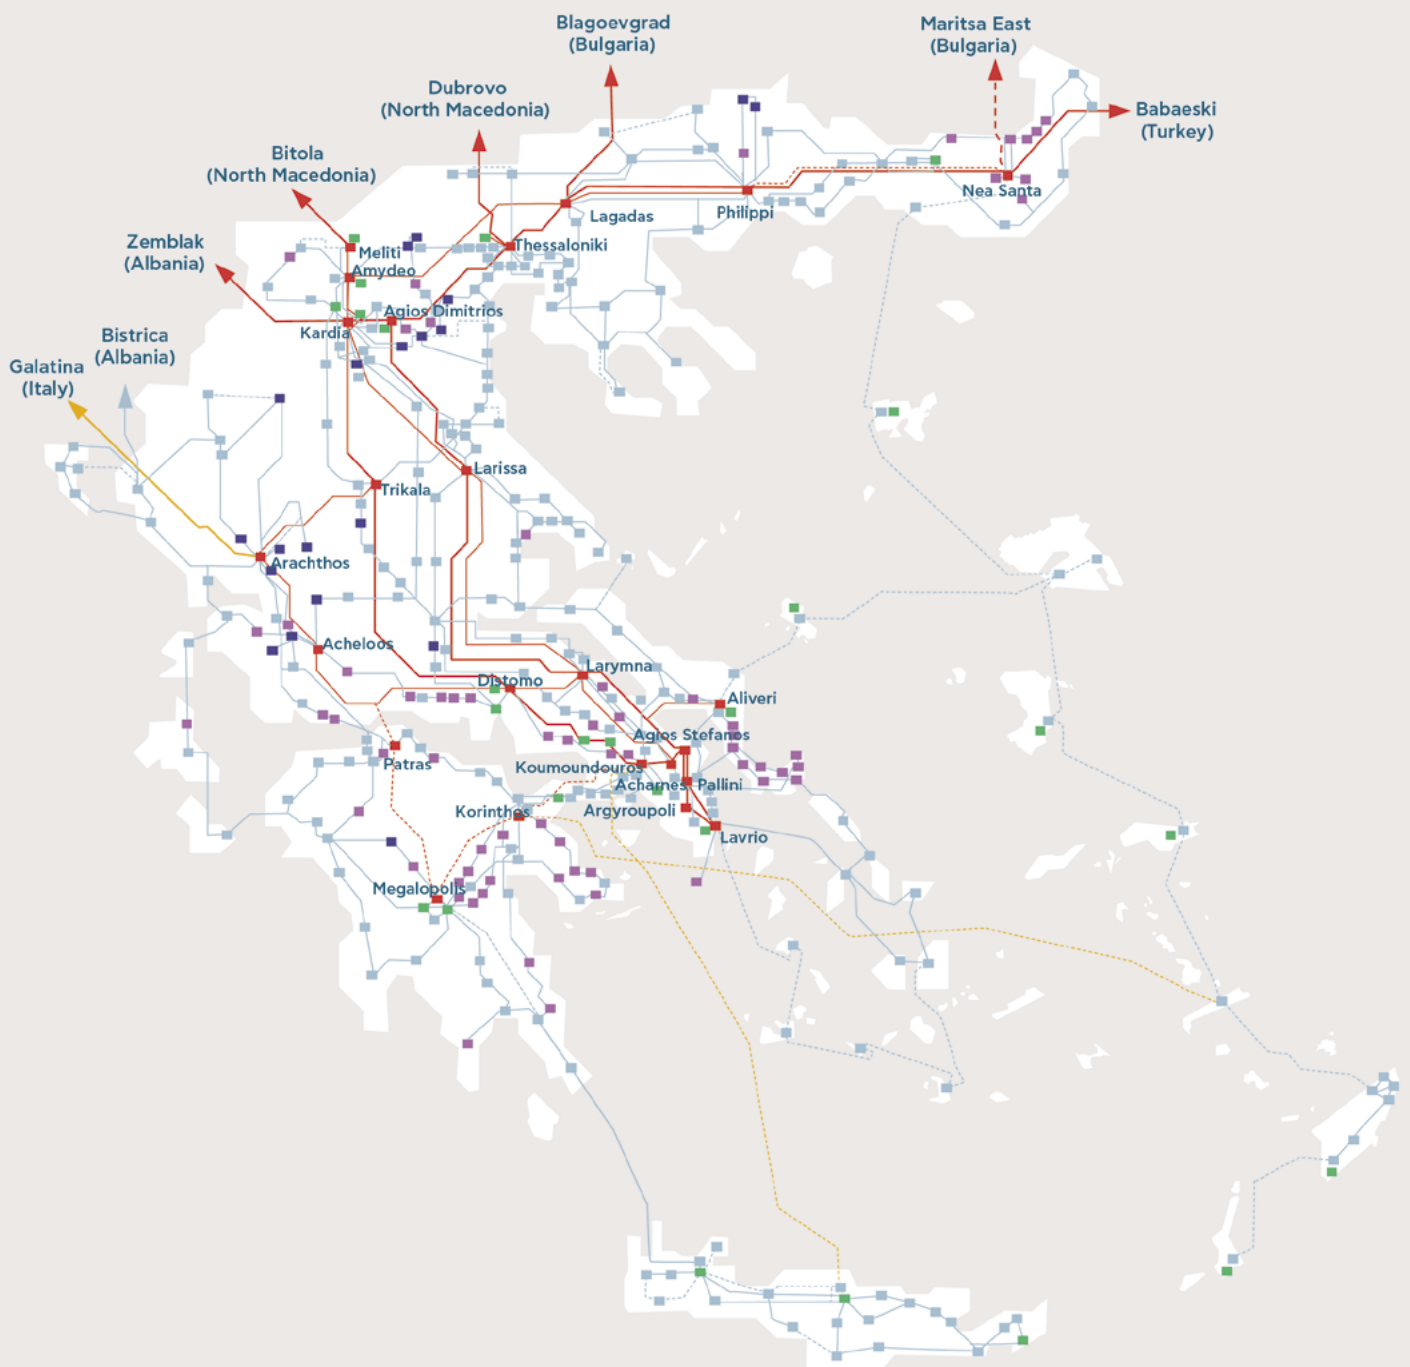 Blagoevgrad
(Bulgaria)
Maritsa East
(Bulgaria)
Dubrovo
(North Macedonia)
Babaeski
(Turkey)
Bitola
(North Macedonia)
Nea Santa
Philippi
Lagadas
Zemblak
(Albania)
Thessaloniki
Meliti
Amydeo
Agios Dimitrios
Kardia
Bistrica
(Albania)
Galatina
(Italy)
Larissa
Trikala
Arachthos
Acheloos
Larymna
Distomo
Aliveri
Agros Stefanos
Patras
Koumoundouros
Acharnes
Pallini
Korinthos
Argyroupoli
Lavrio
Megalopolis